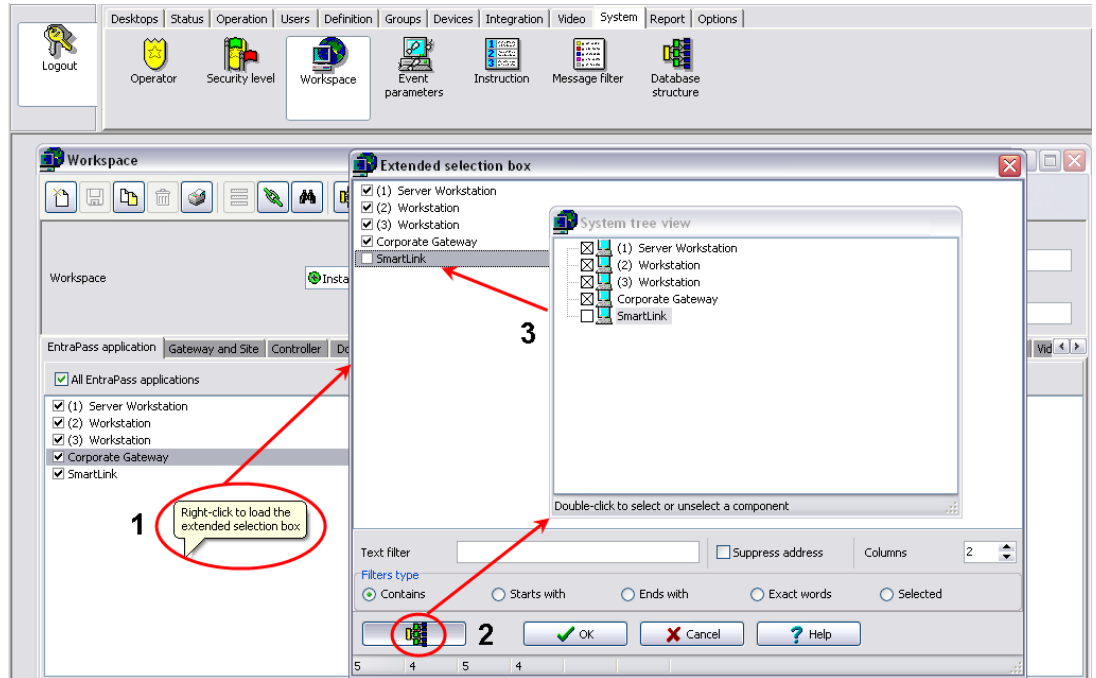 Desktops Status Operation Users Definition Groups Devices Integration Video System Report Options
Logout
Operator
Security level
Workspace
Event parameters
Instruction
Message filter
Database structure
Workspace
Workspace
Insta
EntraPass application Gateway and Site Controller Do
Vid
All EntraPass applications
(1) Server Workstation
(2) Workstation
(3) Workstation
Corporate Gateway
SmartLink
1
Right-click to load the
extended selection box
Extended selection box
(1) Server Workstation
(2) Workstation
(3) Workstation
Corporate Gateway
SmartLink
3
System tree view
(1) Server Workstation
(2) Workstation
(3) Workstation
Corporate Gateway
SmartLink
Double-click to select or unselect a component
Text filter
Suppress address
Columns 2
Filters type
Contains Starts with Ends with Exact words Selected
2
OK Cancel ? Help
5 4 5 4